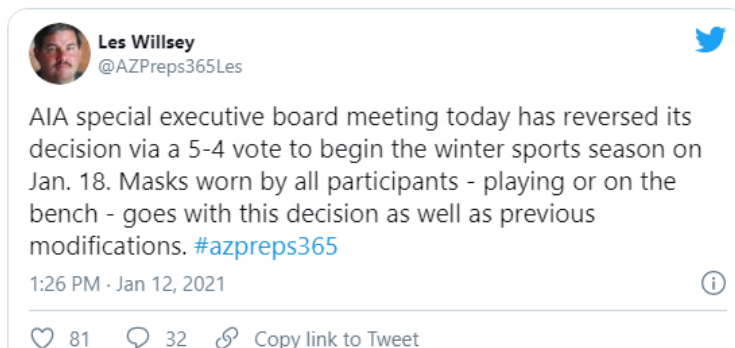 Les Willsey
@AZPreps365Les
AIA special executive board meeting today has reversed its
decision via a 5-4 vote to begin the winter sports season on
Jan. 18. Masks worn by all participants - playing or on the
bench - goes with this decision as well as previous
modifications. #azpreps365
1:26 PM · Jan 12, 2021
81 32 Copy link to Tweet